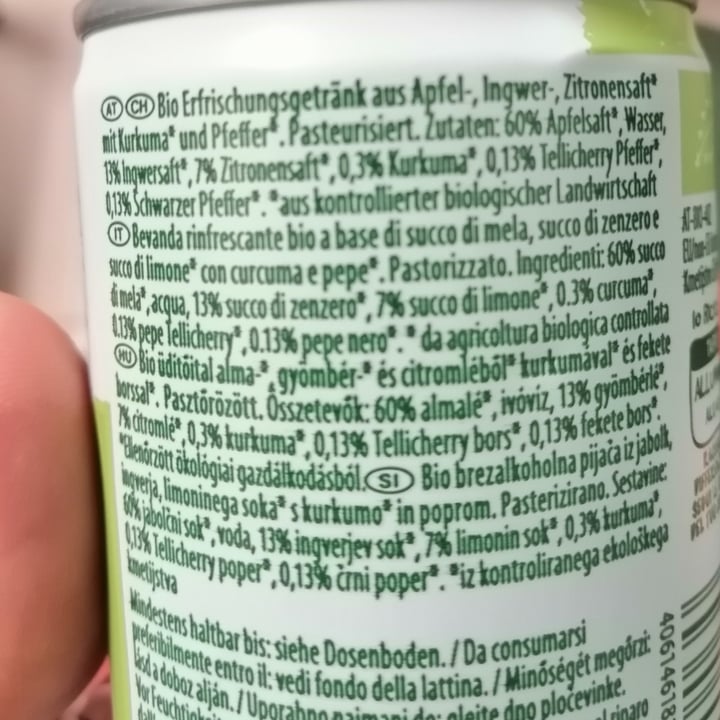 AT CH Bio Erfrischungsgetränk aus Apfel-, Ingwer-, Zitronensaft*
mit Kurkuma* und Pfeffer*. Pasteurisiert. Zutaten: 60% Apfelsaft*, Wasser,
13% Ingwersaft*, 7% Zitronensaft*, 0,3% Kurkuma*, 0,13% Tellicherry Pfeffer*,
0,13% Schwarzer Pfeffer*. *aus kontrollierter biologischer Landwirtschaft
IT Bevanda rinfrescante bio a base di succo di mela, succo di zenzero e
succo di limone* con curcuma e pepe*. Pastorizzato. Ingredienti: 60% succo
di mela*, acqua, 13% succo di zenzero*, 7% succo di limone*, 0.3% curcuma*,
0.13% pepe Tellicherry*, 0.13% pepe nero*. * da agricoltura biologica controllata
HU Bio üdítőital alma-*, gyömbér-* és citromléből* kurkumával* és fekete
borssal*. Pasztőrözött. Összetevők: 60% almalé*, ivóvíz, 13% gyömbérlé*,
7% citromlé*, 0,3% kurkuma*, 0,13% Tellicherry bors*, 0,13% fekete bors*.
*Ellenőrzött ökológiai gazdálkodásból. SI Bio brezalkoholna pijača iz jabolk,
ingverja, limoninega soka* s kurkumo* in poprom. Pasterizirano. Sestavine:
60% jabolčni sok*, voda, 13% ingverjev sok*, 7% limonin sok*, 0,3% kurkuma*,
0,13% Tellicherry poper*, 0,13% črni poper*. *iz kontroliranega ekološkega
kmetijstva
Mindestens haltbar bis: siehe Dosenboden. / Da consumarsi
preferibilmente entro il: vedi fondo della lattina. / Minőségét megőrzi:
lásd a doboz alján. / Uporabno najmanj do: glejte dno pločevinke.
Vor
40614618